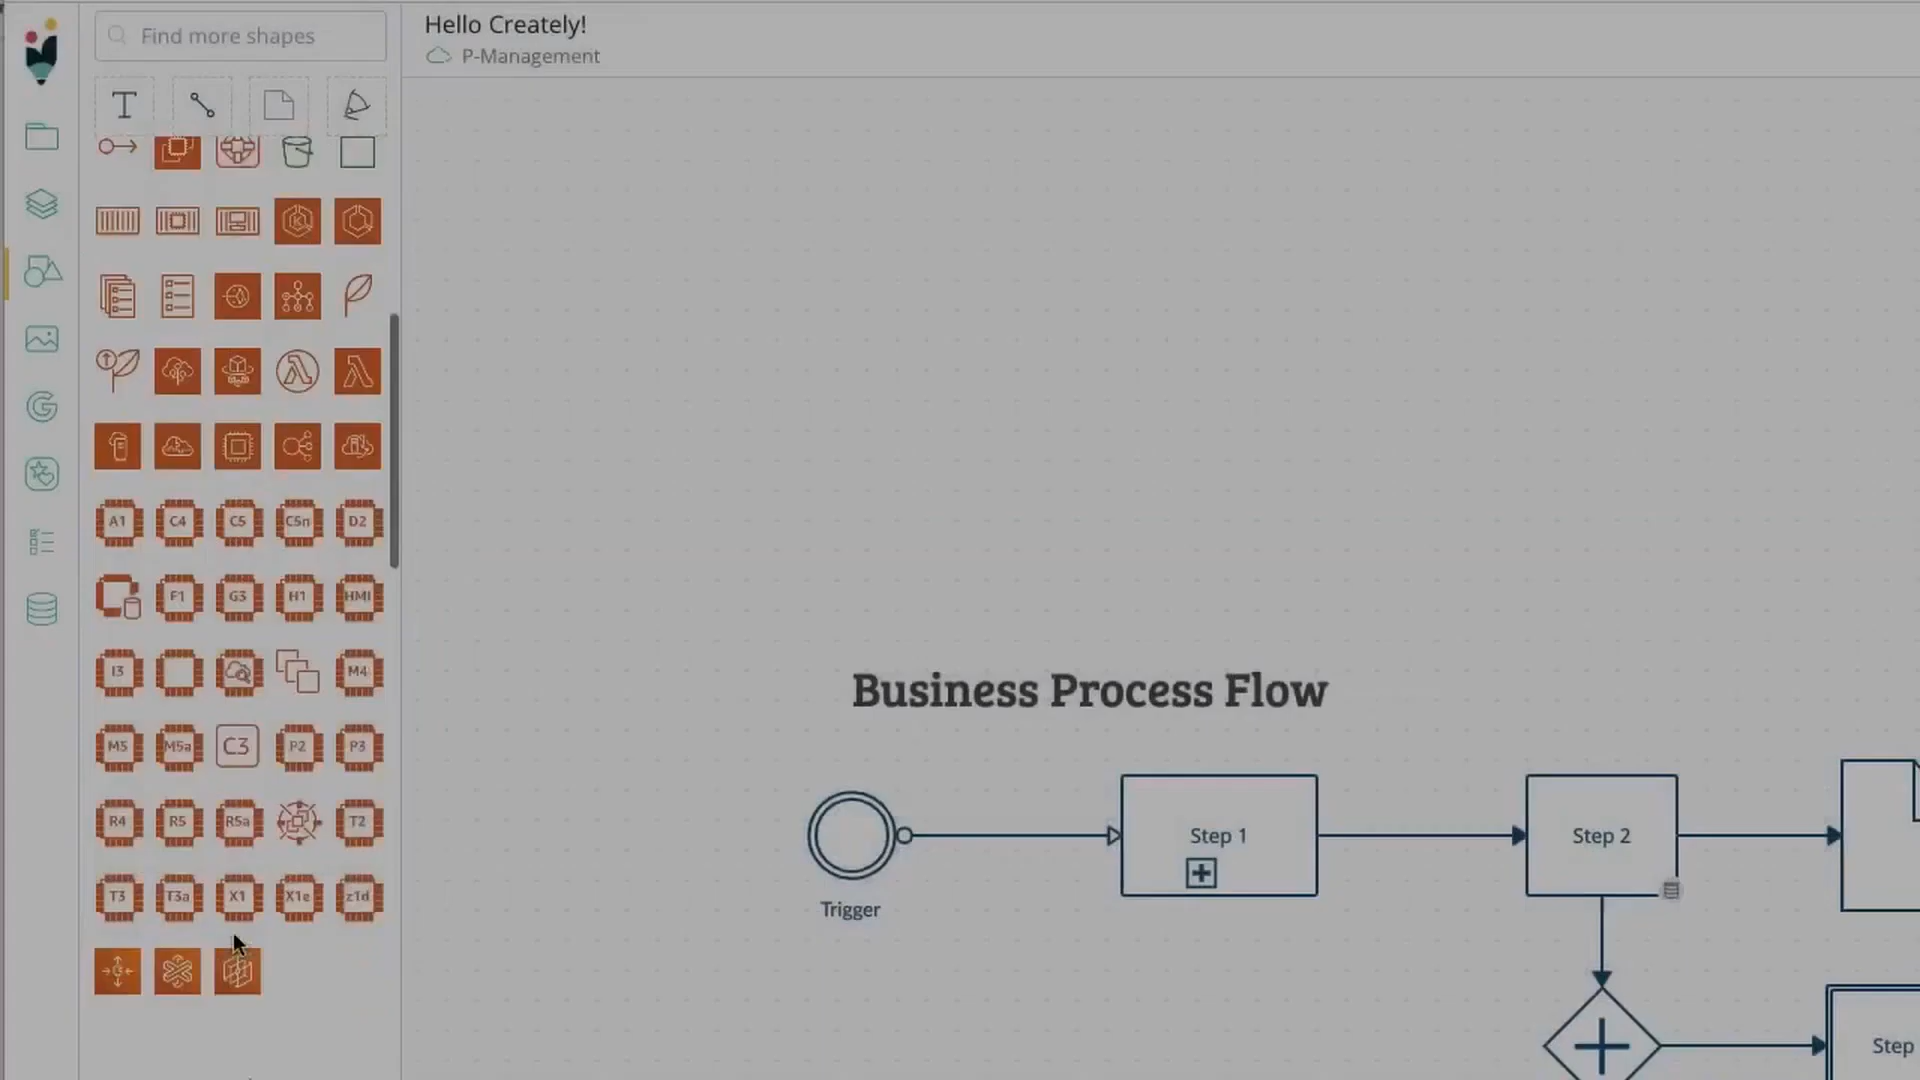 Find more shapes
Hello Creately!
P-Management
T
A1 C4 C5 C5n D2
F1 G3 H1 HMI
I3 M4
M5 M5a C3 P2 P3
R4 R5 R5a T2
T3 T3a X1 X1e z1d
Business Process Flow
Step 1
Step 2
Trigger
Step